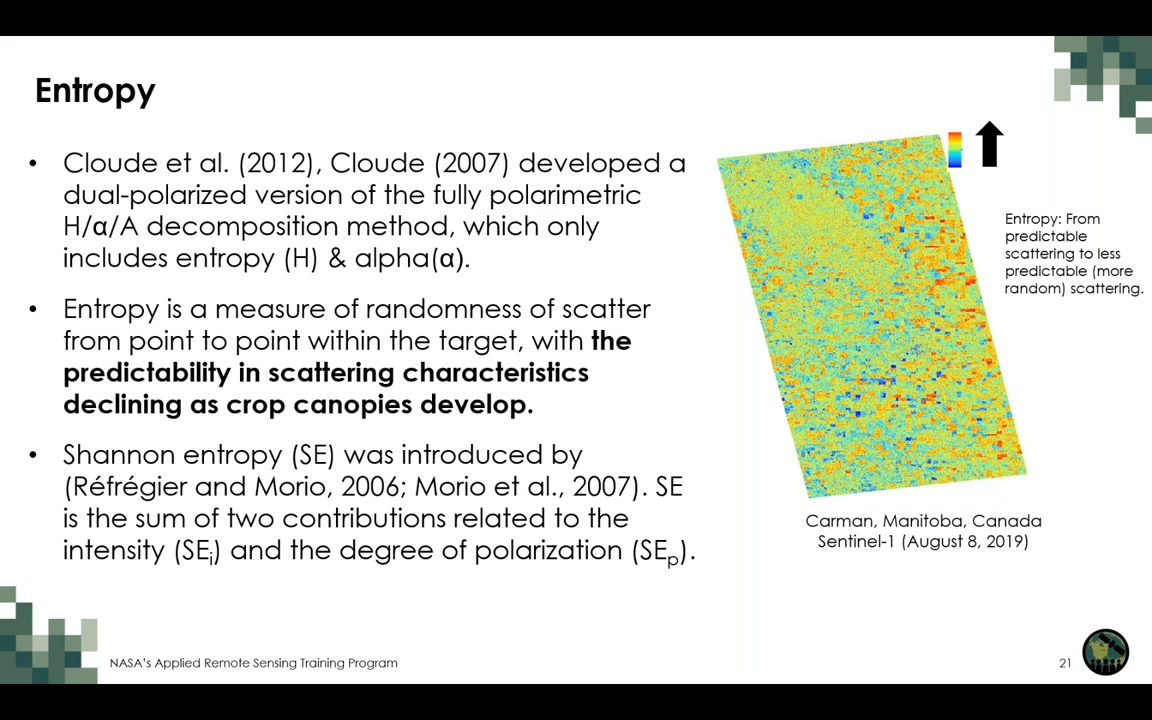 Entropy
• Cloude et al. (2012), Cloude (2007) developed a
dual-polarized version of the fully polarimetric
H/α/A decomposition method, which only
includes entropy (H) & alpha(α).
• Entropy is a measure of randomness of scatter
from point to point within the target, with the
predictability in scattering characteristics
declining as crop canopies develop.
• Shannon entropy (SE) was introduced by
(Réfrégier and Morio, 2006; Morio et al., 2007). SE
is the sum of two contributions related to the
intensity (SEi) and the degree of polarization (SEp).
Entropy: From
predictable
scattering to less
predictable (more
random) scattering.
Carman, Manitoba, Canada
Sentinel-1 (August 8, 2019)
NASA's Applied Remote Sensing Training Program
21